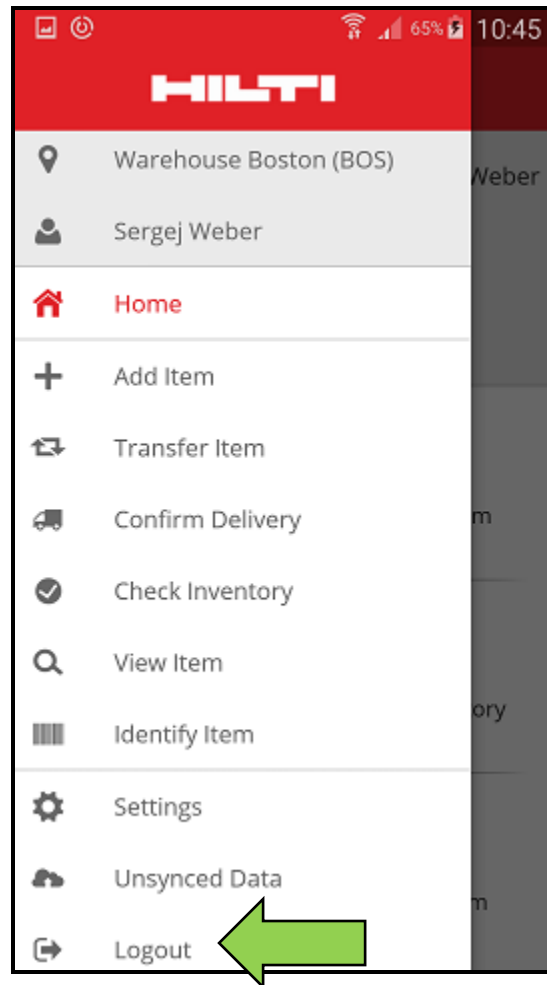 65% 10:45
HILTI
Warehouse Boston (BOS)
Weber
Sergej Weber
Home
Add Item
Transfer Item
Confirm Delivery
m
Check Inventory
View Item
ory
Identify Item
Settings
Unsynced Data
m
Logout